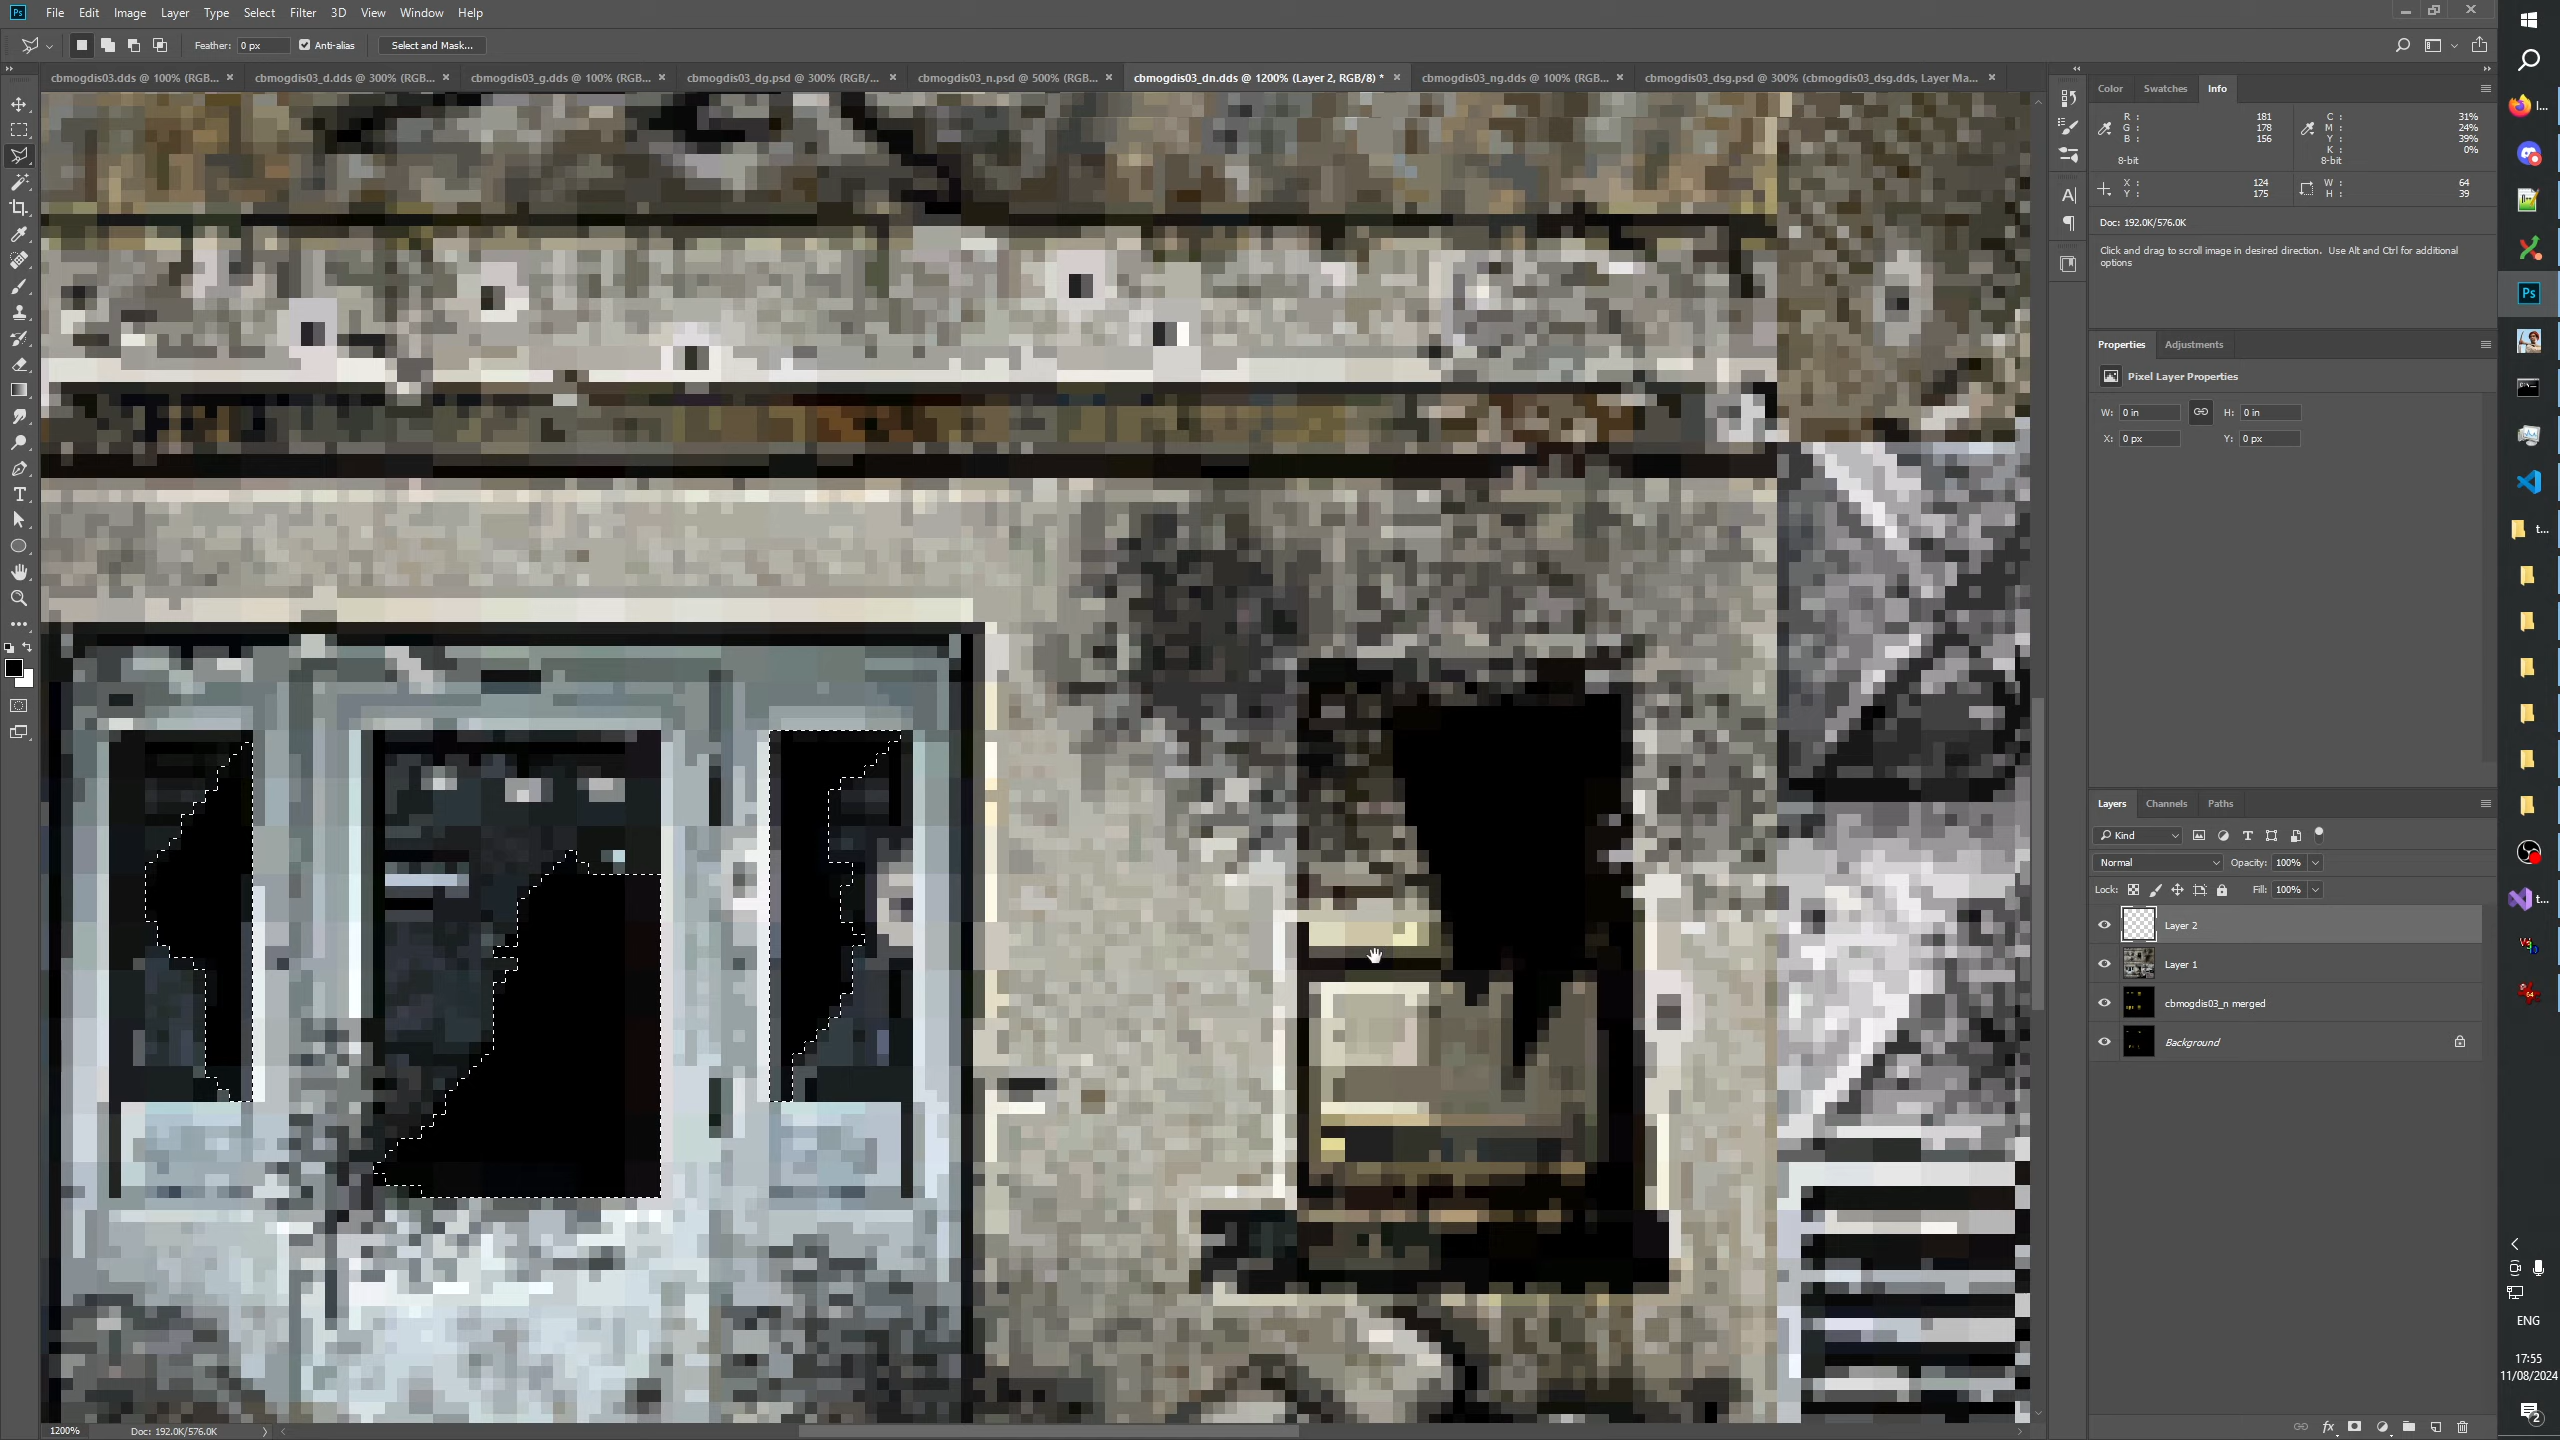 Ps File Edit Image Layer Type Select Filter 3D View Window Help
Feather: 0 px Anti-alias Select and Mask...
cbmogdis03.dds @ 100% (RGB... cbmogdis03_d.dds @ 300% (RGB... cbmogdis03_g.dds @ 100% (RGB... cbmogdis03_dg.psd @ 300% (RGB/... cbmogdis03_n.psd @ 500% (RGB... cbmogdis03_dn.dds @ 1200% (Layer 2, RGB/8) * cbmogdis03_ng.dds @ 100% (RGB... cbmogdis03_dsg.psd @ 300% (cbmogdis03_dsg.dds, Layer Ma...
Color Swatches Info
R : 181 C : 31%
G : 178 M : 24%
B : 156 Y : 39%
K : 0%
8-bit 8-bit
X : 124 W : 64
Y : 175 H : 39
Doc: 192.0K/576.0K
Click and drag to scroll image in desired direction. Use Alt and Ctrl for additional
options
Properties Adjustments
Pixel Layer Properties
W: 0 in H: 0 in
X: 0 px Y: 0 px
Layers Channels Paths
Kind
Normal Opacity: 100%
Lock: Fill: 100%
Layer 2
Layer 1
cbmogdis03_n merged
Background
fx
1200% Doc: 192.0K/576.0K
I...
Ps
t...
t...
64
ENG
17:55
11/08/2024
2